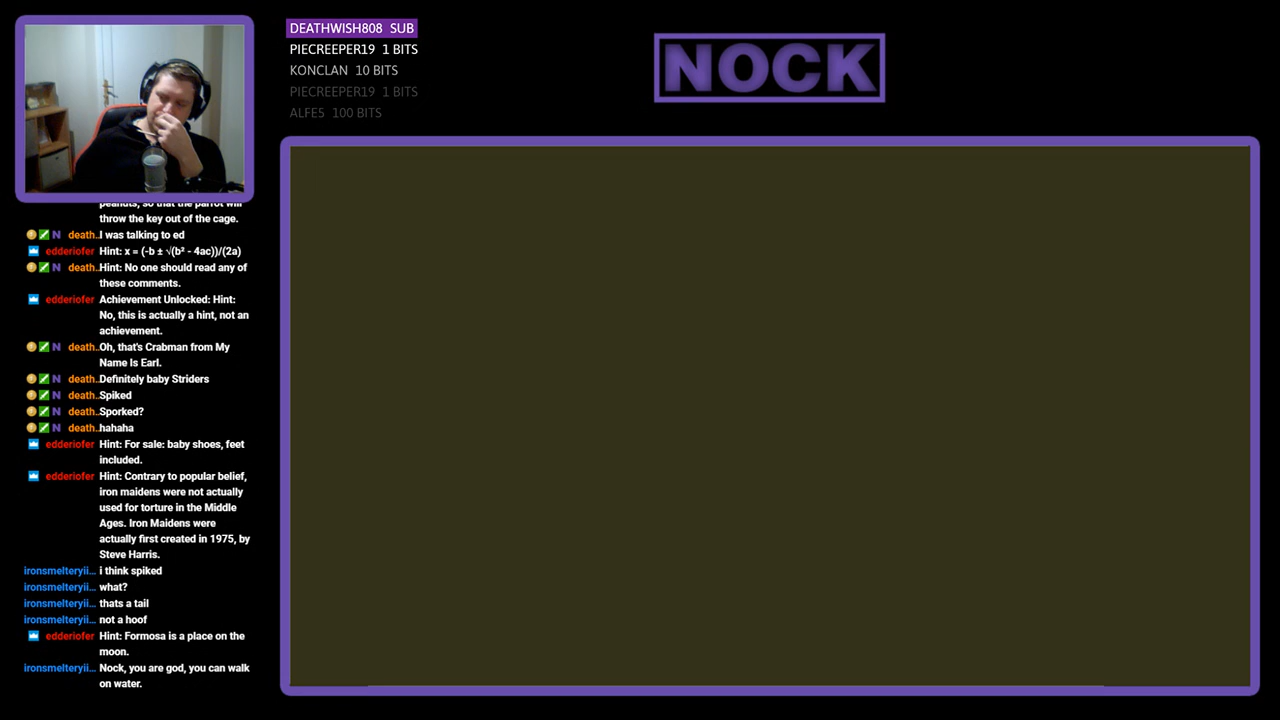 DEATHWISH808 SUB
PIECREEPER19 1 BITS
KONCLAN 10 BITS
PIECREEPER19 1 BITS
ALFE5 100 BITS
NOCK
peanuts, so that the parrot will
throw the key out of the cage.
death.. I was talking to ed
edderiofer Hint: x = (-b ± √(b² - 4ac))/(2a)
death.. Hint: No one should read any of
these comments.
edderiofer Achievement Unlocked: Hint:
No, this is actually a hint, not an
achievement.
death.. Oh, that's Crabman from My
Name Is Earl.
death.. Definitely baby Striders
death.. Spiked
death.. Sporked?
death.. hahaha
edderiofer Hint: For sale: baby shoes, feet
included.
edderiofer Hint: Contrary to popular belief,
iron maidens were not actually
used for torture in the Middle
Ages. Iron Maidens were
actually first created in 1975, by
Steve Harris.
ironsmelteryii... i think spiked
ironsmelteryii... what?
ironsmelteryii... thats a tail
ironsmelteryii... not a hoof
edderiofer Hint: Formosa is a place on the
moon.
ironsmelteryii... Nock, you are god, you can walk
on water.